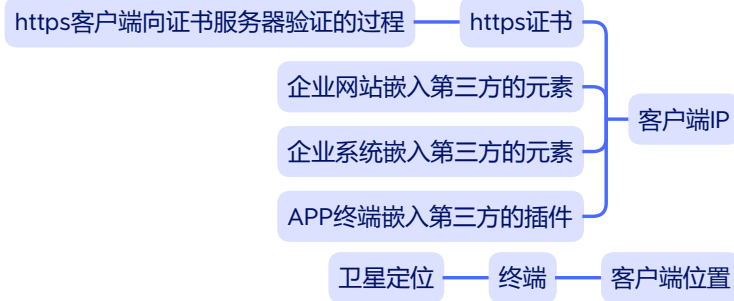 https客户端向证书服务器验证的过程
https证书
企业网站嵌入第三方的元素
企业系统嵌入第三方的元素
客户端IP
APP终端嵌入第三方的插件
卫星定位
终端
客户端位置